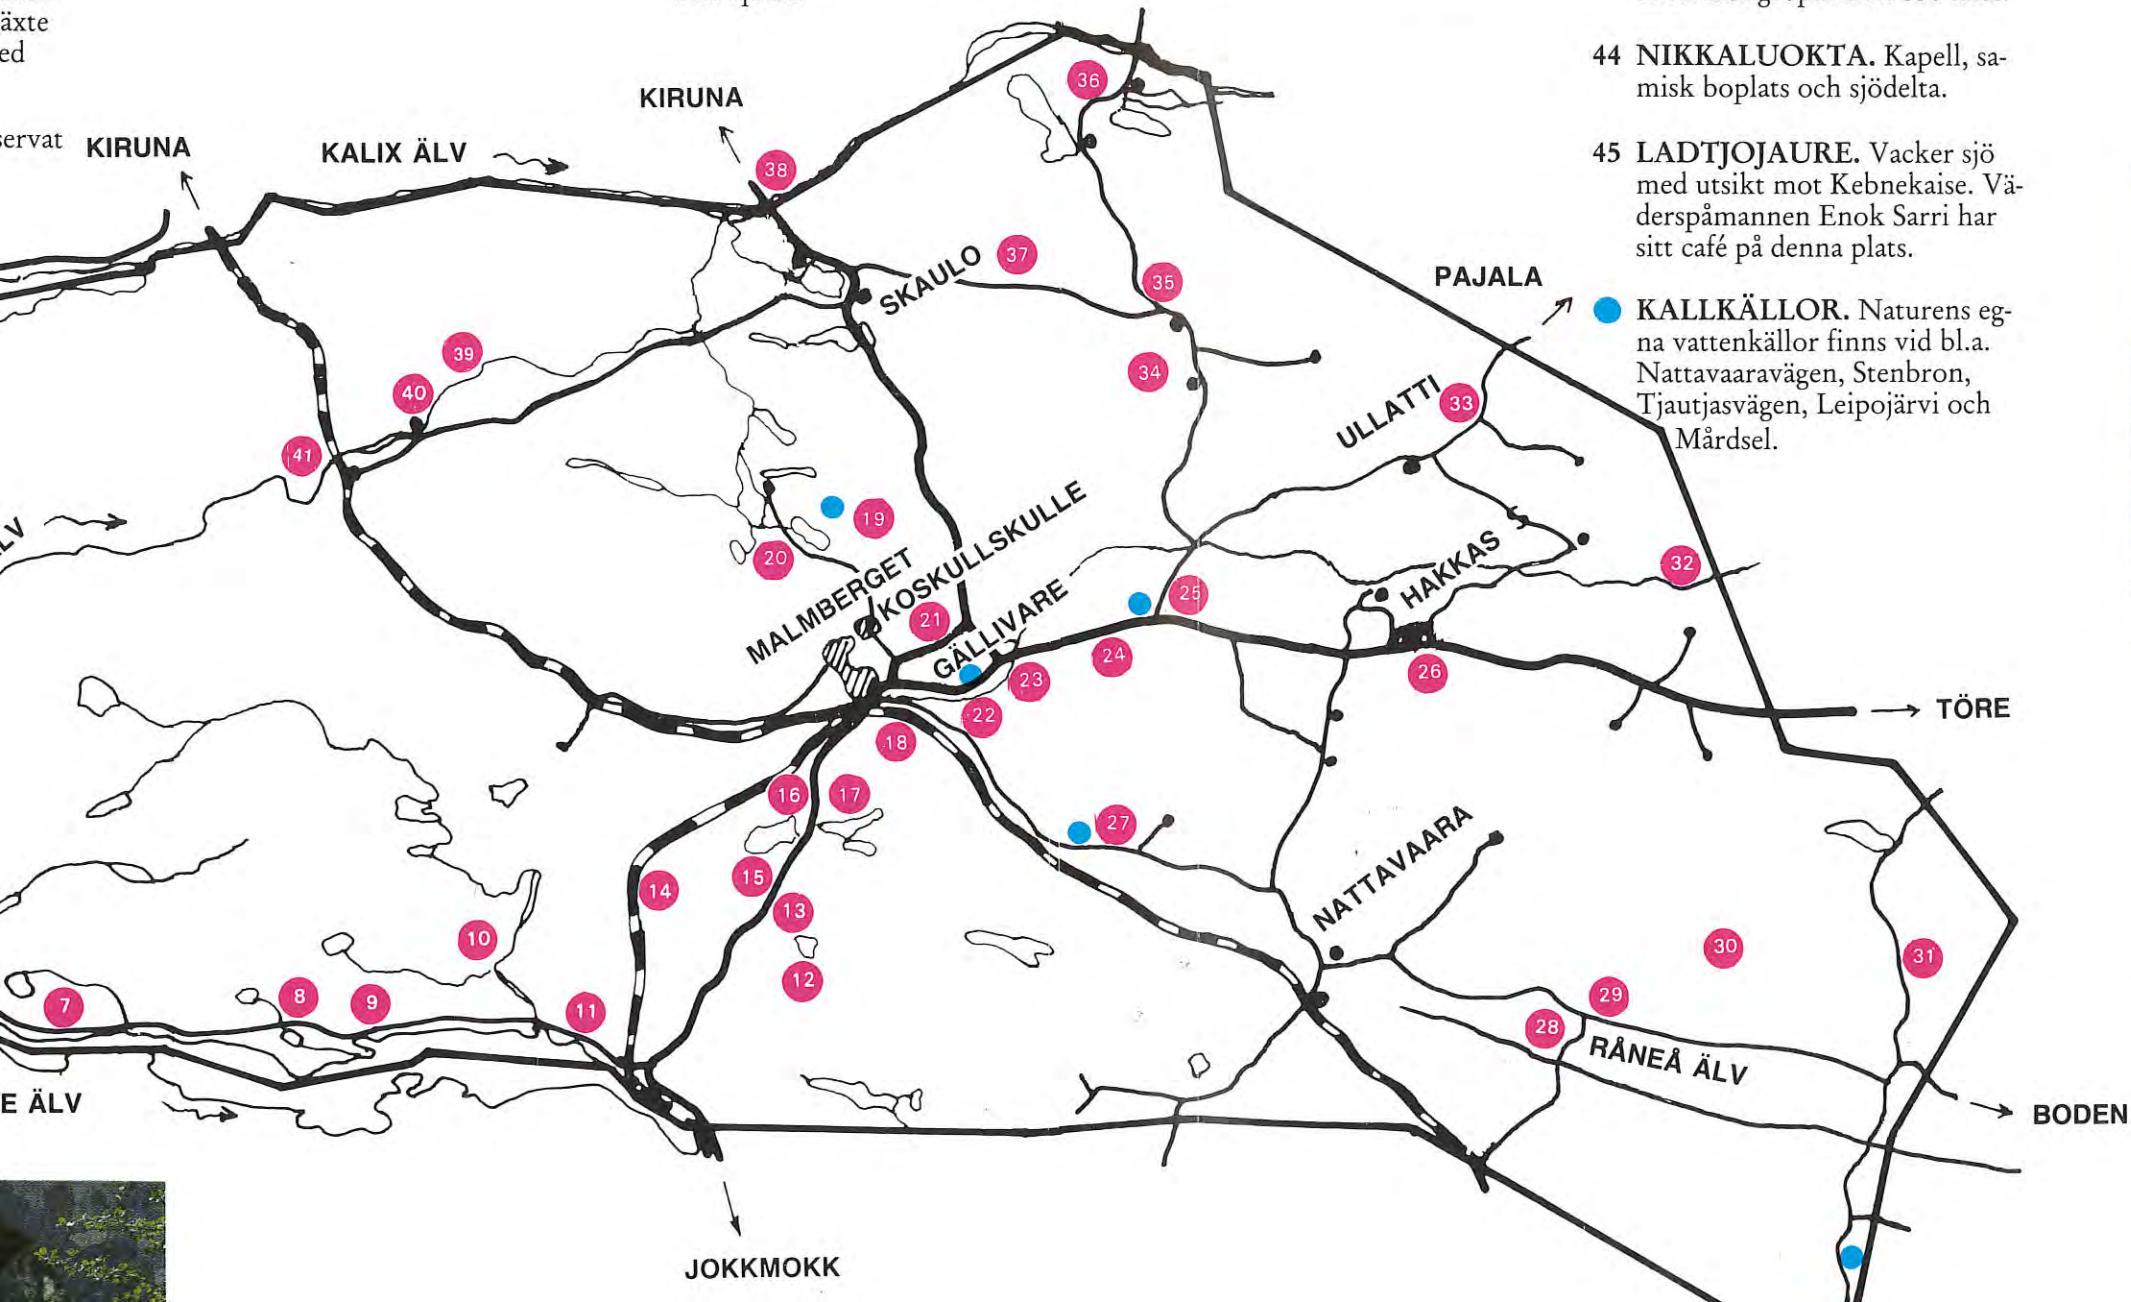 äxte
ed
servat
44 NIKKALUOKTA. Kapell, sa-
misk boplats och sjödelta.
45 LADTJOJAURE. Vacker sjö
med utsikt mot Kebnekaise. Vä-
derspåmannen Enok Sarri har
sitt café på denna plats.
KALLKÄLLOR. Naturens eg-
na vattenkällor finns vid bl.a.
Nattavaaravägen, Stenbron,
Tjautjasvägen, Leipojärvi och
Mårdsel.
KIRUNA
KALIX ÄLV
KIRUNA
38
36
37
SKAULO
35
34
PAJALA
ULLATTI
33
39
40
41
LV
19
20
MALMBERGET
KOSKULLSKULLE
21
GÄLLIVARE
25
HAKKAS
32
24
23
22
26
TÖRE
18
16
17
27
NATTAVAARA
15
14
13
12
10
11
7
8
9
30
31
29
28
RÅNEÅ ÄLV
E ÄLV
BODEN
JOKKMOKK